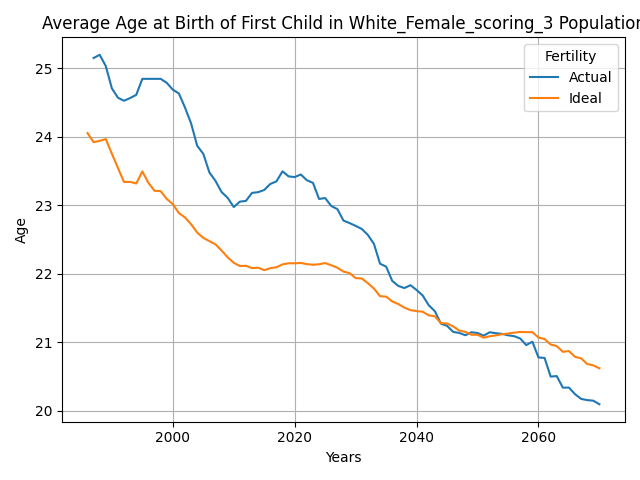 Average Age at Birth of First Child in White_Female_scoring_3 Population
Fertility
Actual
Ideal
25
24
23
22
21
20
Age
2000
2020
2040
2060
Years